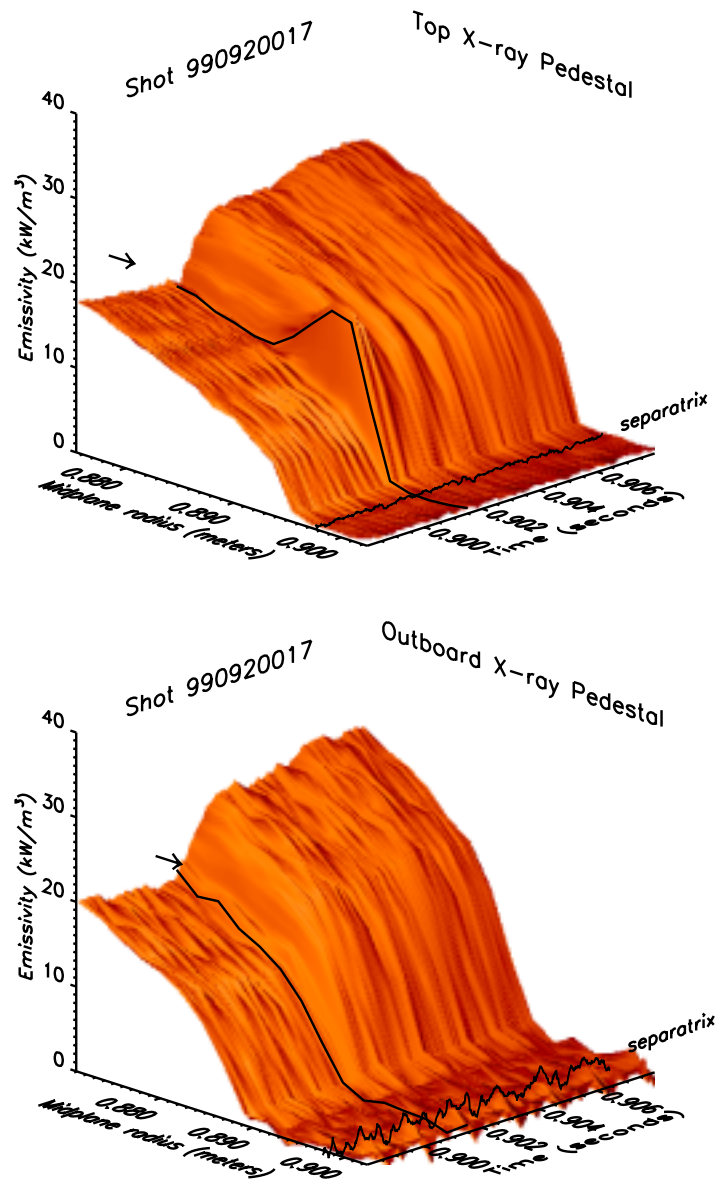 Shot 990920017
Top X-ray Pedestal
40
30
20
10
0
Emissivity (kW/m³)
0.880
0.890
0.900
Midplane radius (meters)
separatrix
0.906
0.904
0.902
0.900
Time (seconds)
Shot 990920017
Outboard X-ray Pedestal
40
30
20
10
0
Emissivity (kW/m³)
0.880
0.890
0.900
Midplane radius (meters)
separatrix
0.906
0.904
0.902
0.900
Time (seconds)